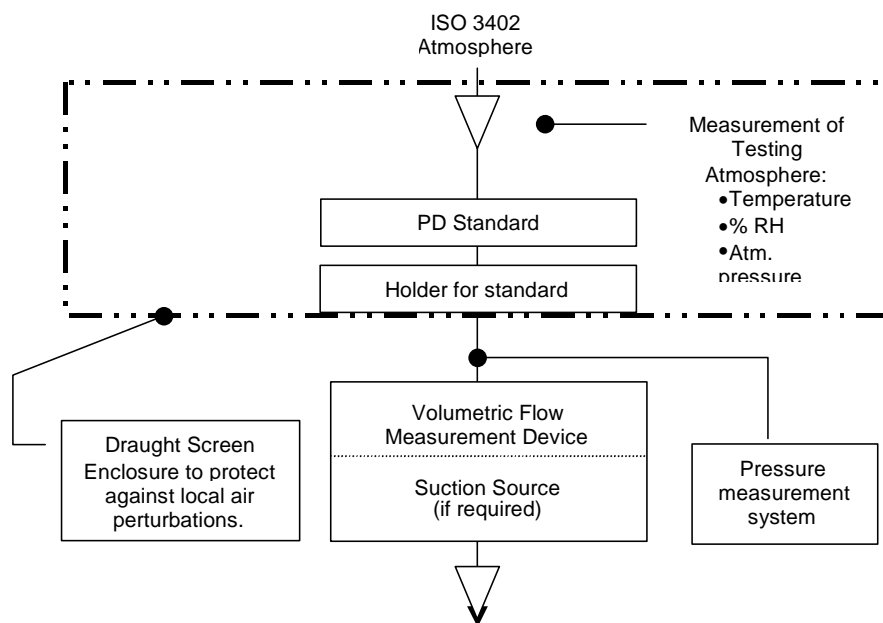 ISO 3402
Atmosphere
Measurement of
Testing
Atmosphere:
•Temperature
•% RH
•Atm.
pressure
PD Standard
Holder for standard
Volumetric Flow
Measurement Device
Suction Source
(if required)
Draught Screen
Enclosure to protect
against local air
perturbations.
Pressure
measurement
system